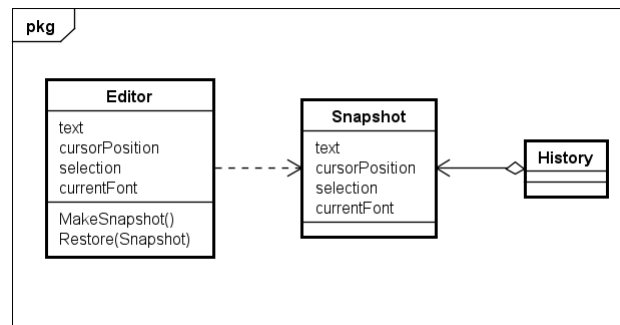 pkg
Editor
text
cursorPosition
selection
currentFont
MakeSnapshot()
Restore(Snapshot)
Snapshot
text
cursorPosition
selection
currentFont
History